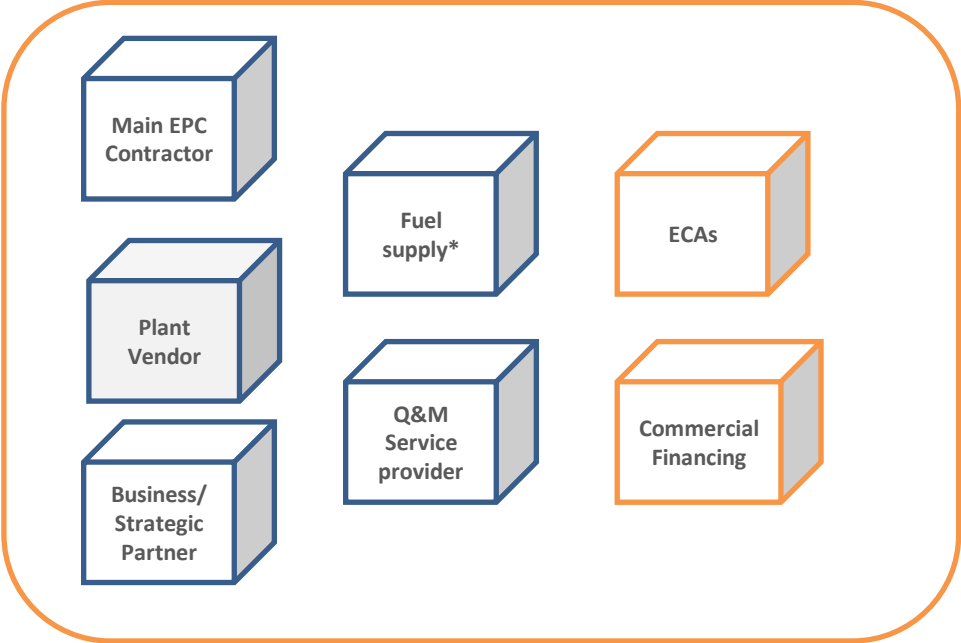 Main EPC
Contractor
Plant
Vendor
Business/
Strategic
Partner
Fuel
supply*
Q&M
Service
provider
ECAs
Commercial
Financing